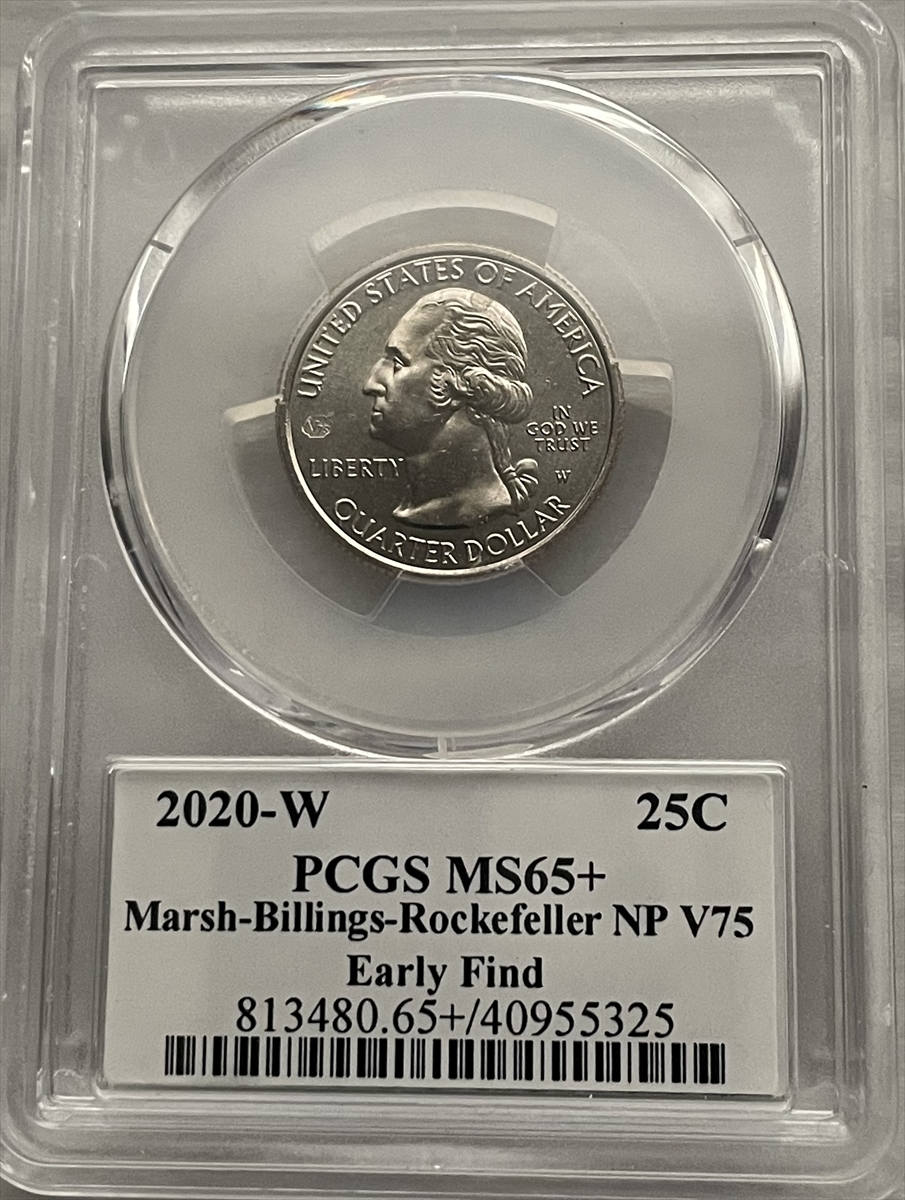 UNITED STATES OF AMERICA
V75
IN
GOD WE
TRUST
LIBERTY
W
QUARTER DOLLAR
2020-W 25C
PCGS MS65+
Marsh-Billings-Rockefeller NP V75
Early Find
813480.65+/40955325